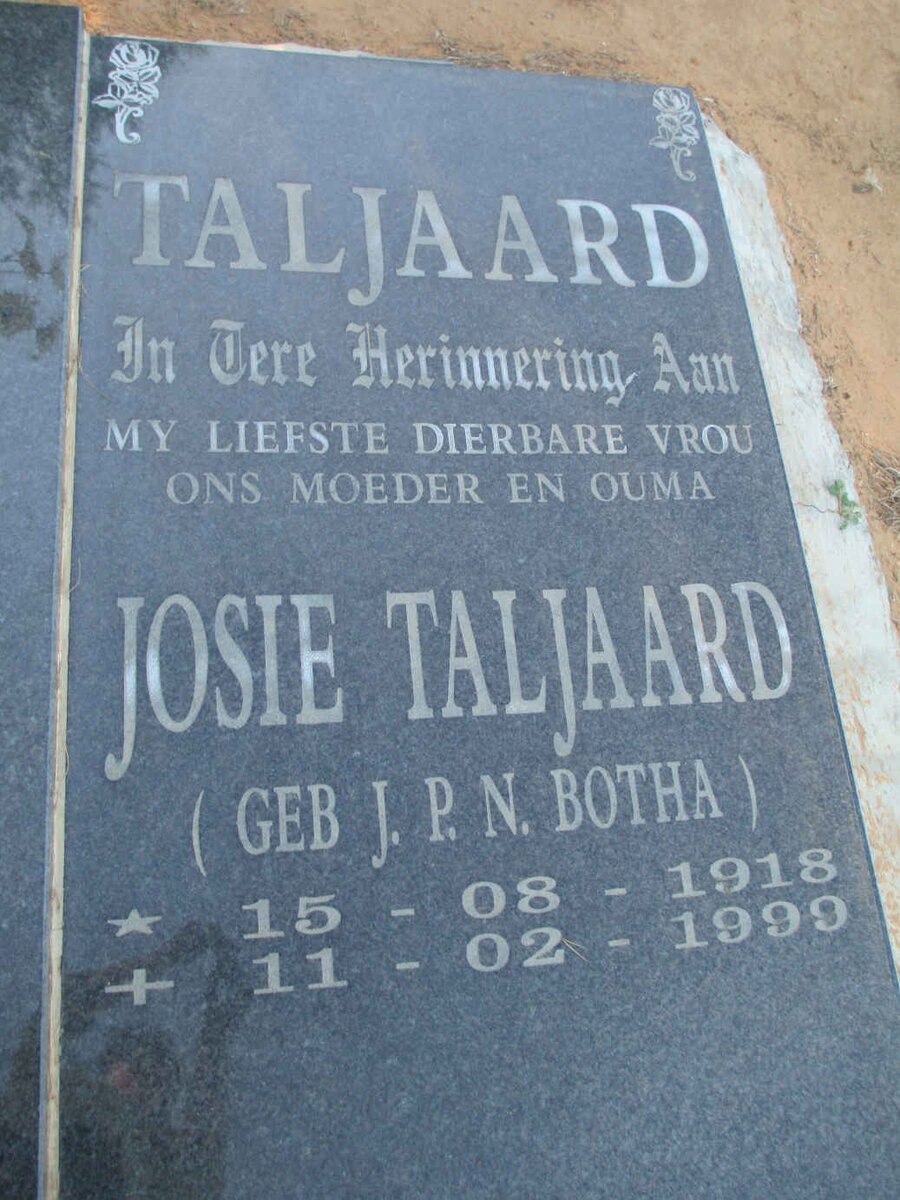 TALJAARD
In Tere Herinnering Aan
MY LIEFSTE DIERBARE VROU
ONS MOEDER EN OUMA
JOSIE TALJAARD
( GEB J. P. N. BOTHA )
★ 15 - 08 - 1918
+ 11 - 02 - 1999